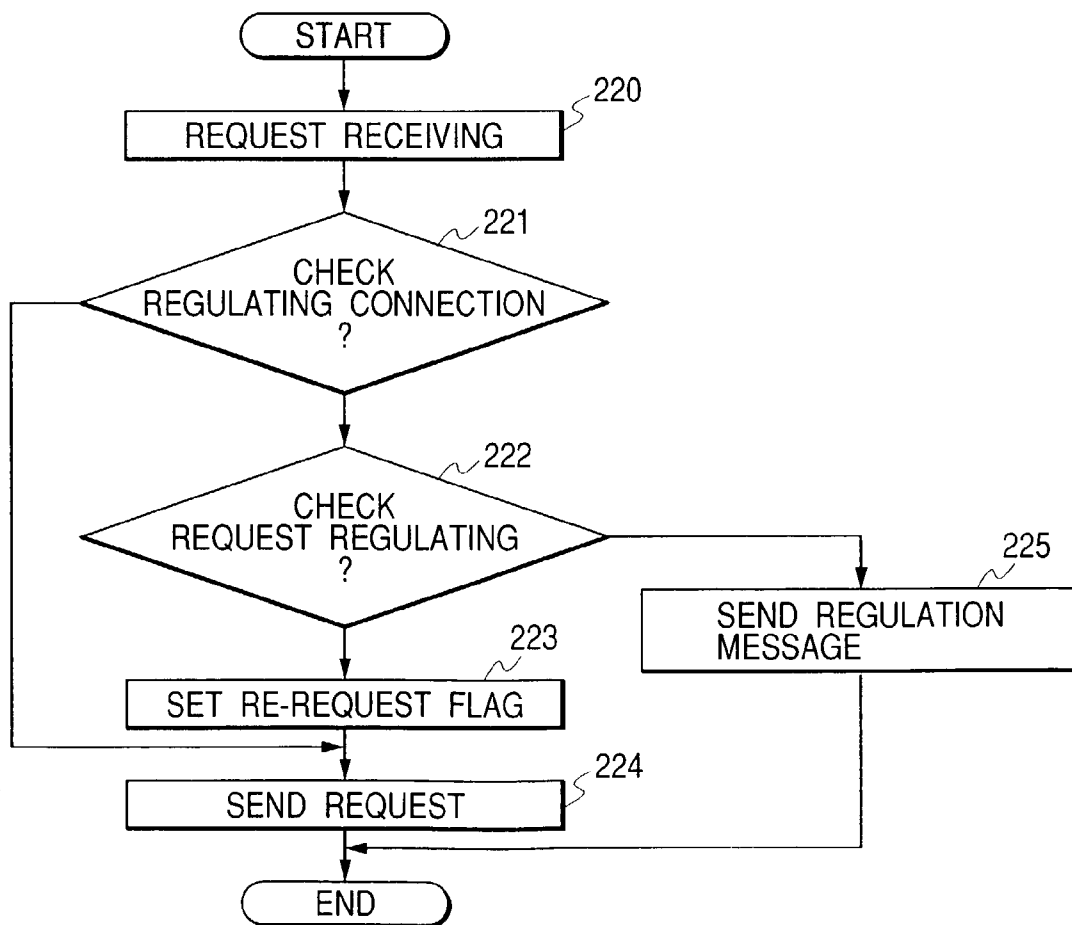 START
220
REQUEST RECEIVING
221
CHECK
REGULATING CONNECTION
?
222
CHECK
REQUEST REGULATING
?
225
SEND REGULATION
MESSAGE
223
SET RE-REQUEST FLAG
224
SEND REQUEST
END